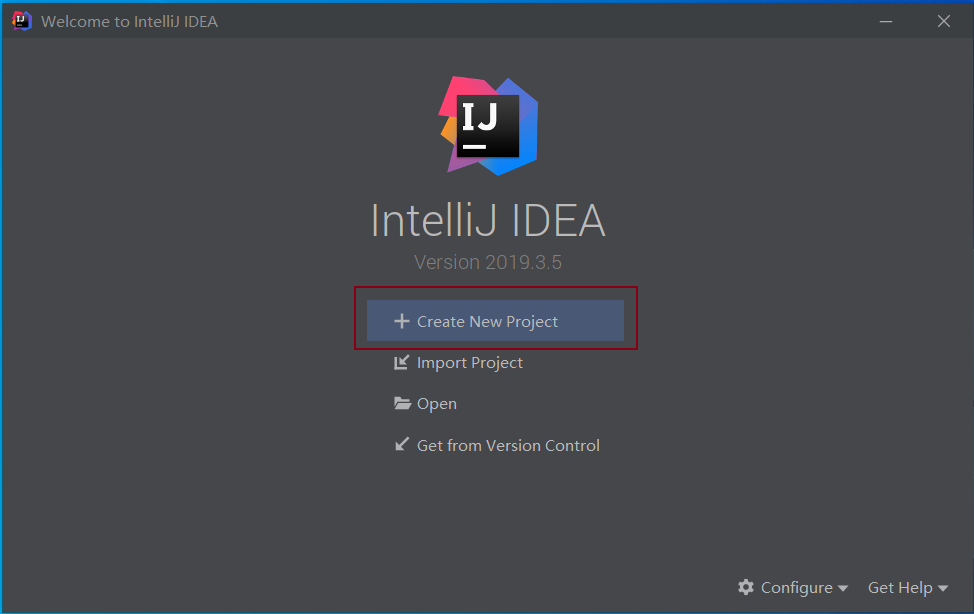 Welcome to IntelliJ IDEA
IJ
IntelliJ IDEA
Version 2019.3.5
Create New Project
Import Project
Open
Get from Version Control
Configure
Get Help